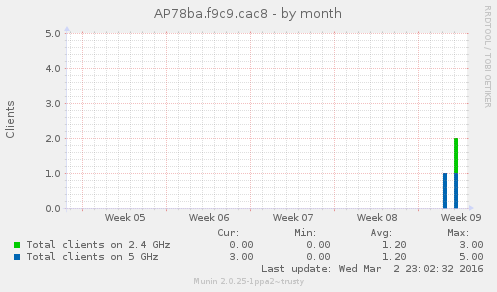 AP78ba.f9c9.cac8 - by month
RRDTOOL / TOBI OETIKER
Clients
5.0
4.0
3.0
2.0
1.0
0.0
Week 05 Week 06 Week 07 Week 08 Week 09
Cur: Min: Avg: Max:
Total clients on 2.4 GHz 0.00 0.00 1.20 3.00
Total clients on 5 GHz 3.00 0.00 1.20 5.00
Last update: Wed Mar 2 23:02:32 2016
Munin 2.0.25-1ppa2~trusty